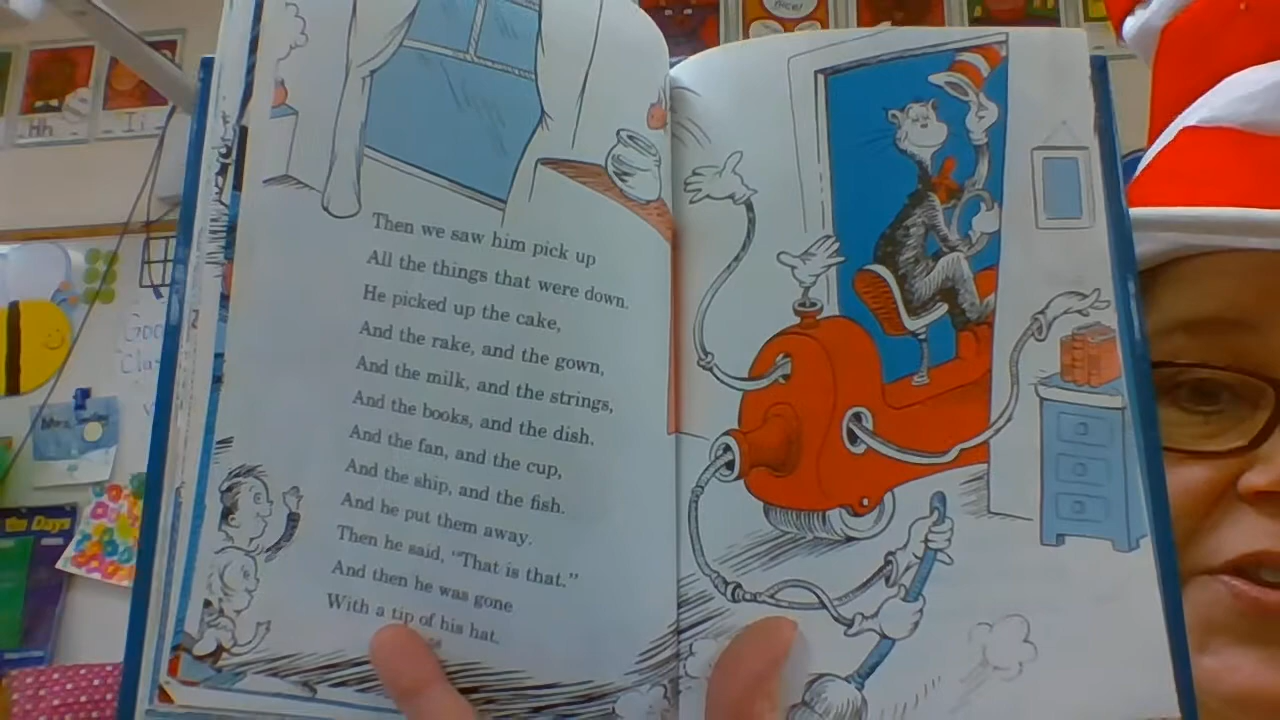 nice!
Hh
I i
Then we saw him pick up
All the things that were down.
He picked up the cake,
And the rake, and the gown,
And the milk, and the strings,
And the books, and the dish.
And the fan, and the cup,
And the ship, and the fish.
And he put them away.
Then he said, "That is that."
And then he was gone
With a tip of his hat.
Days